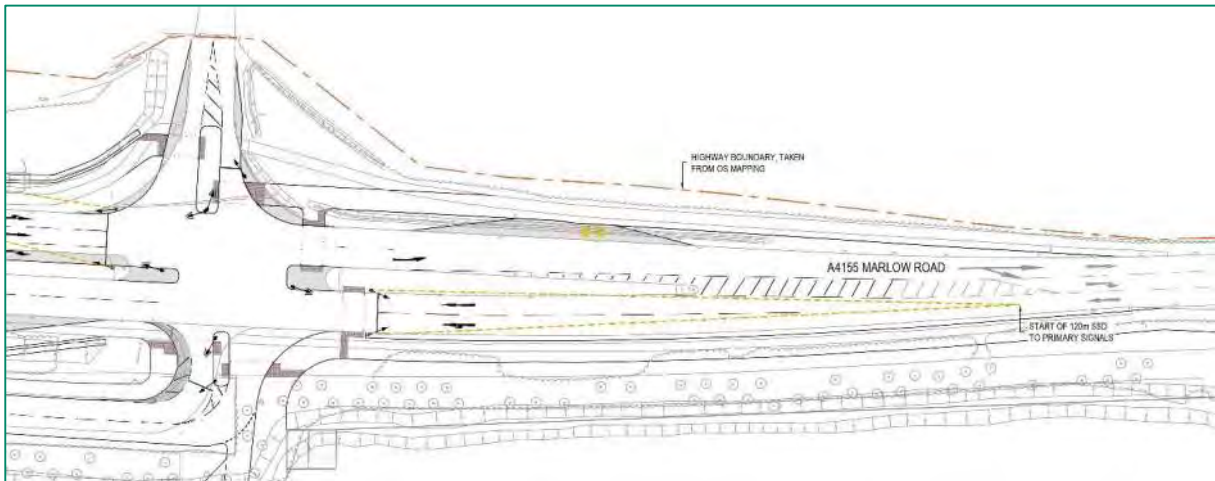 HIGHWAY BOUNDARY, TAKEN
FROM OS MAPPING
A4155 MARLOW ROAD
START OF 120m SSD
TO PRIMARY SIGNALS